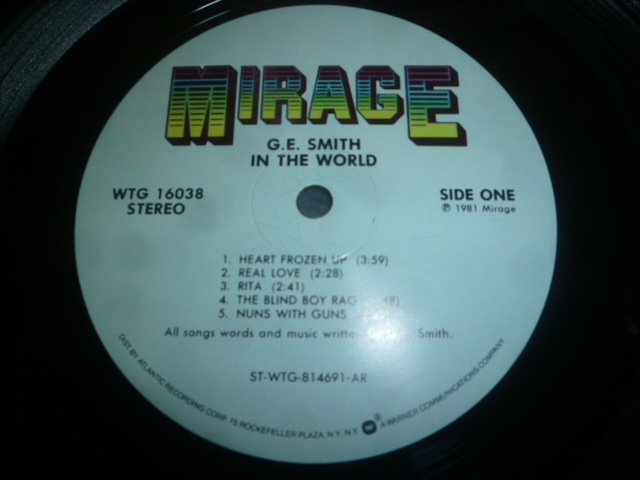 MIRAGE
G.E. SMITH
IN THE WORLD
WTG 16038
STEREO
SIDE ONE
℗ 1981 Mirage
1. HEART FROZEN UP (3:59)
2. REAL LOVE (2:28)
3. RITA (2:41)
4. THE BLIND BOY RAG
5. NUNS WITH GUNS
All songs words and music written Smith.
ST-WTG-814691-AR
DIST. BY ATLANTIC RECORDING CORP. 75 ROCKEFELLER PLAZA, N.Y. N.Y. ® A WARNER COMMUNICATIONS COMPANY